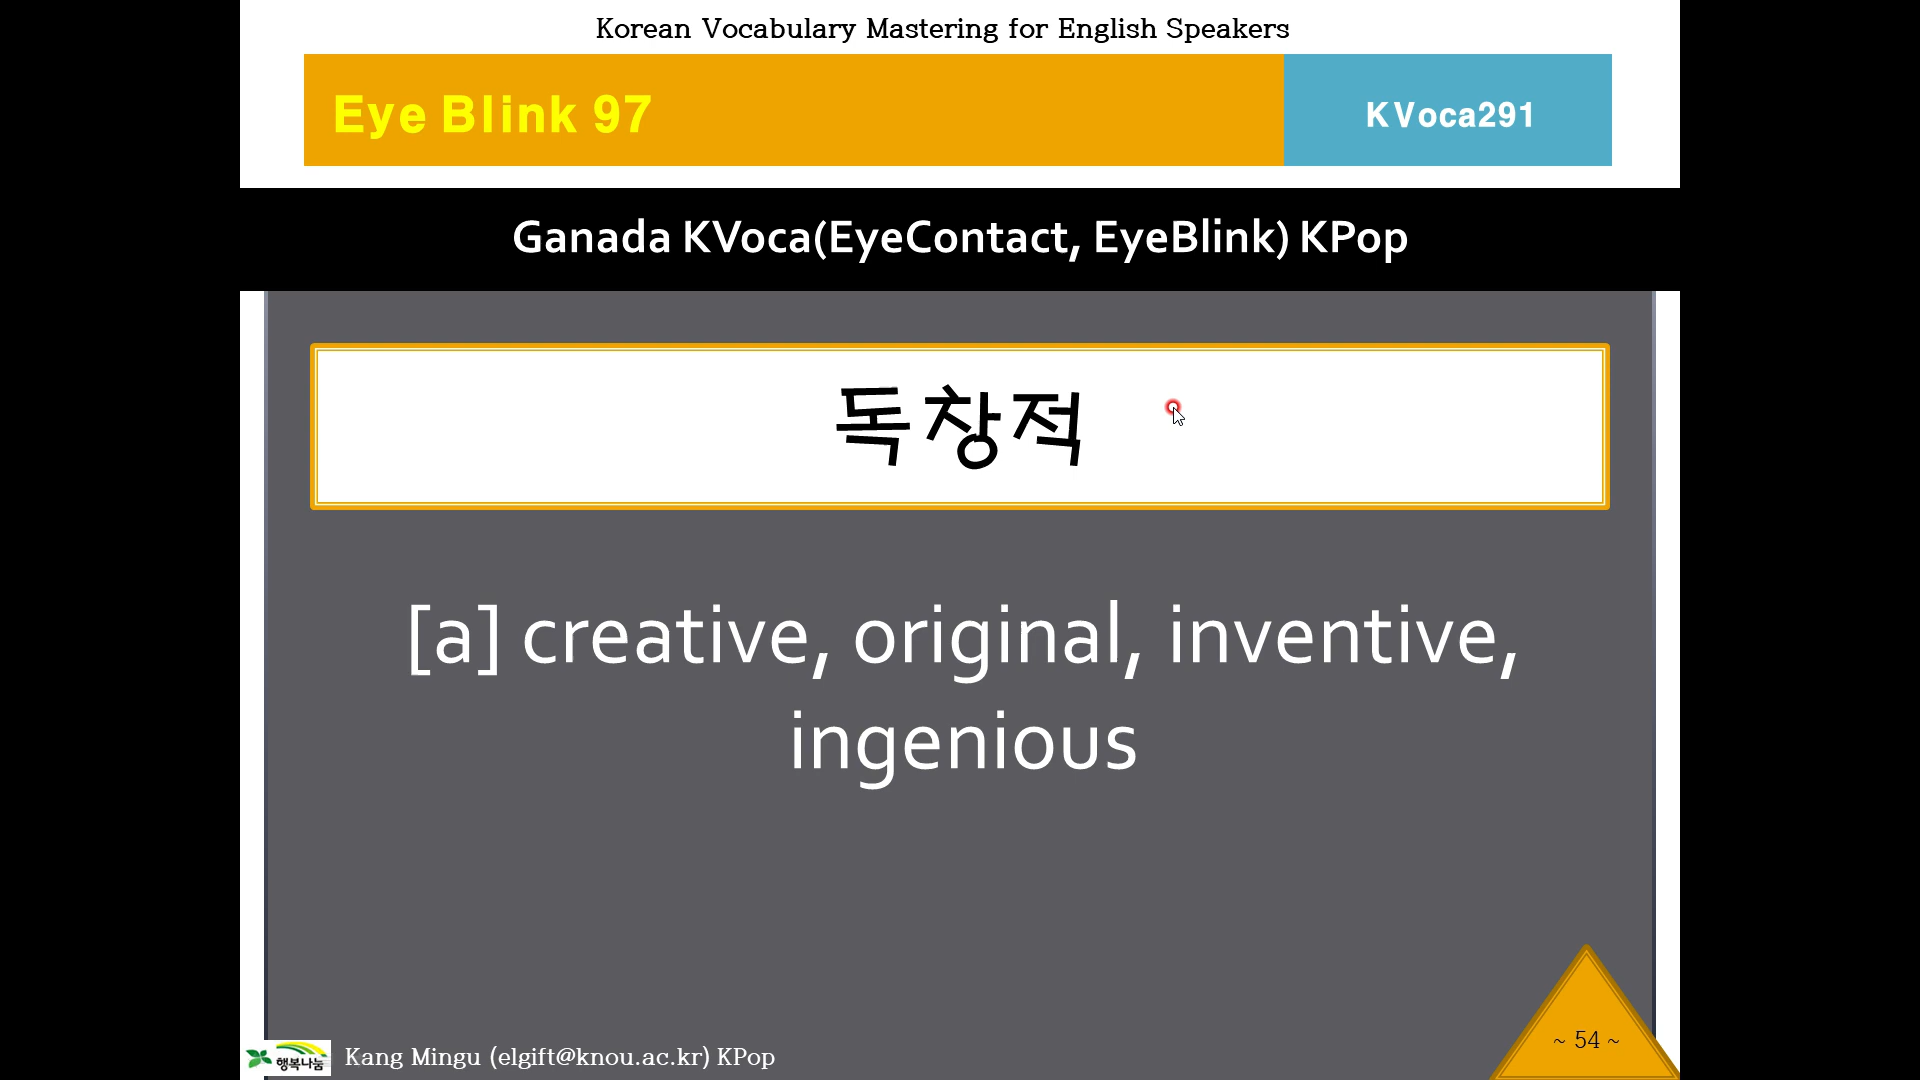 Korean Vocabulary Mastering for English Speakers
Eye Blink 97
KVoca291
Ganada KVoca(EyeContact, EyeBlink) KPop
독창적
[a] creative, original, inventive,
ingenious
행복나눔
Kang Mingu (elgift@knou.ac.kr) KPop
~ 54 ~